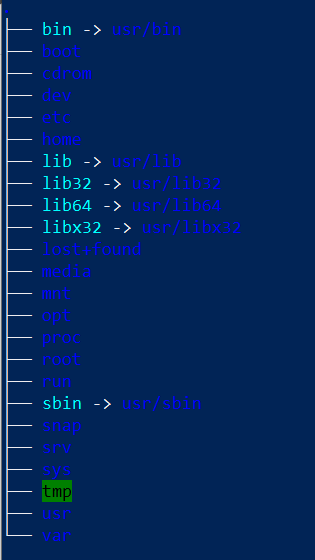 .
├── bin -> usr/bin
├── boot
├── cdrom
├── dev
├── etc
├── home
├── lib -> usr/lib
├── lib32 -> usr/lib32
├── lib64 -> usr/lib64
├── libx32 -> usr/libx32
├── lost+found
├── media
├── mnt
├── opt
├── proc
├── root
├── run
├── sbin -> usr/sbin
├── snap
├── srv
├── sys
├── tmp
├── usr
└── var